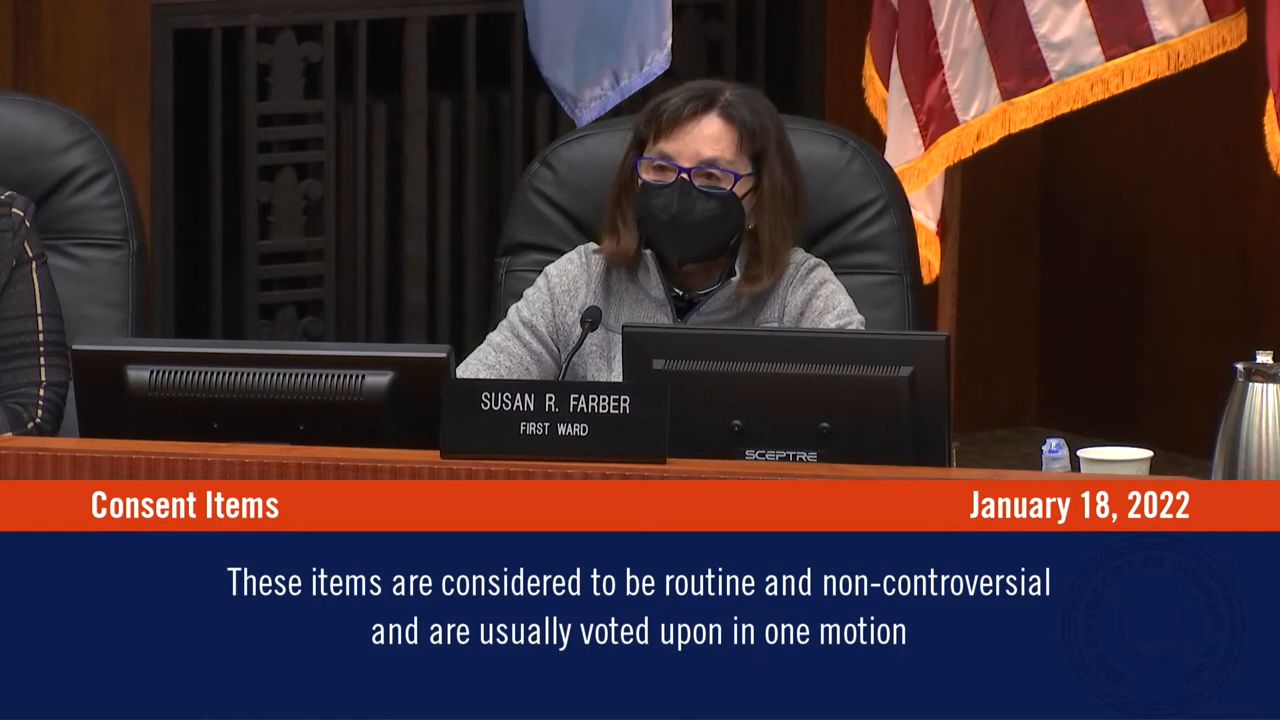 SUSAN R. FARBER
FIRST WARD
SCEPTRE
Consent Items
January 18, 2022
These items are considered to be routine and non-controversial
and are usually voted upon in one motion